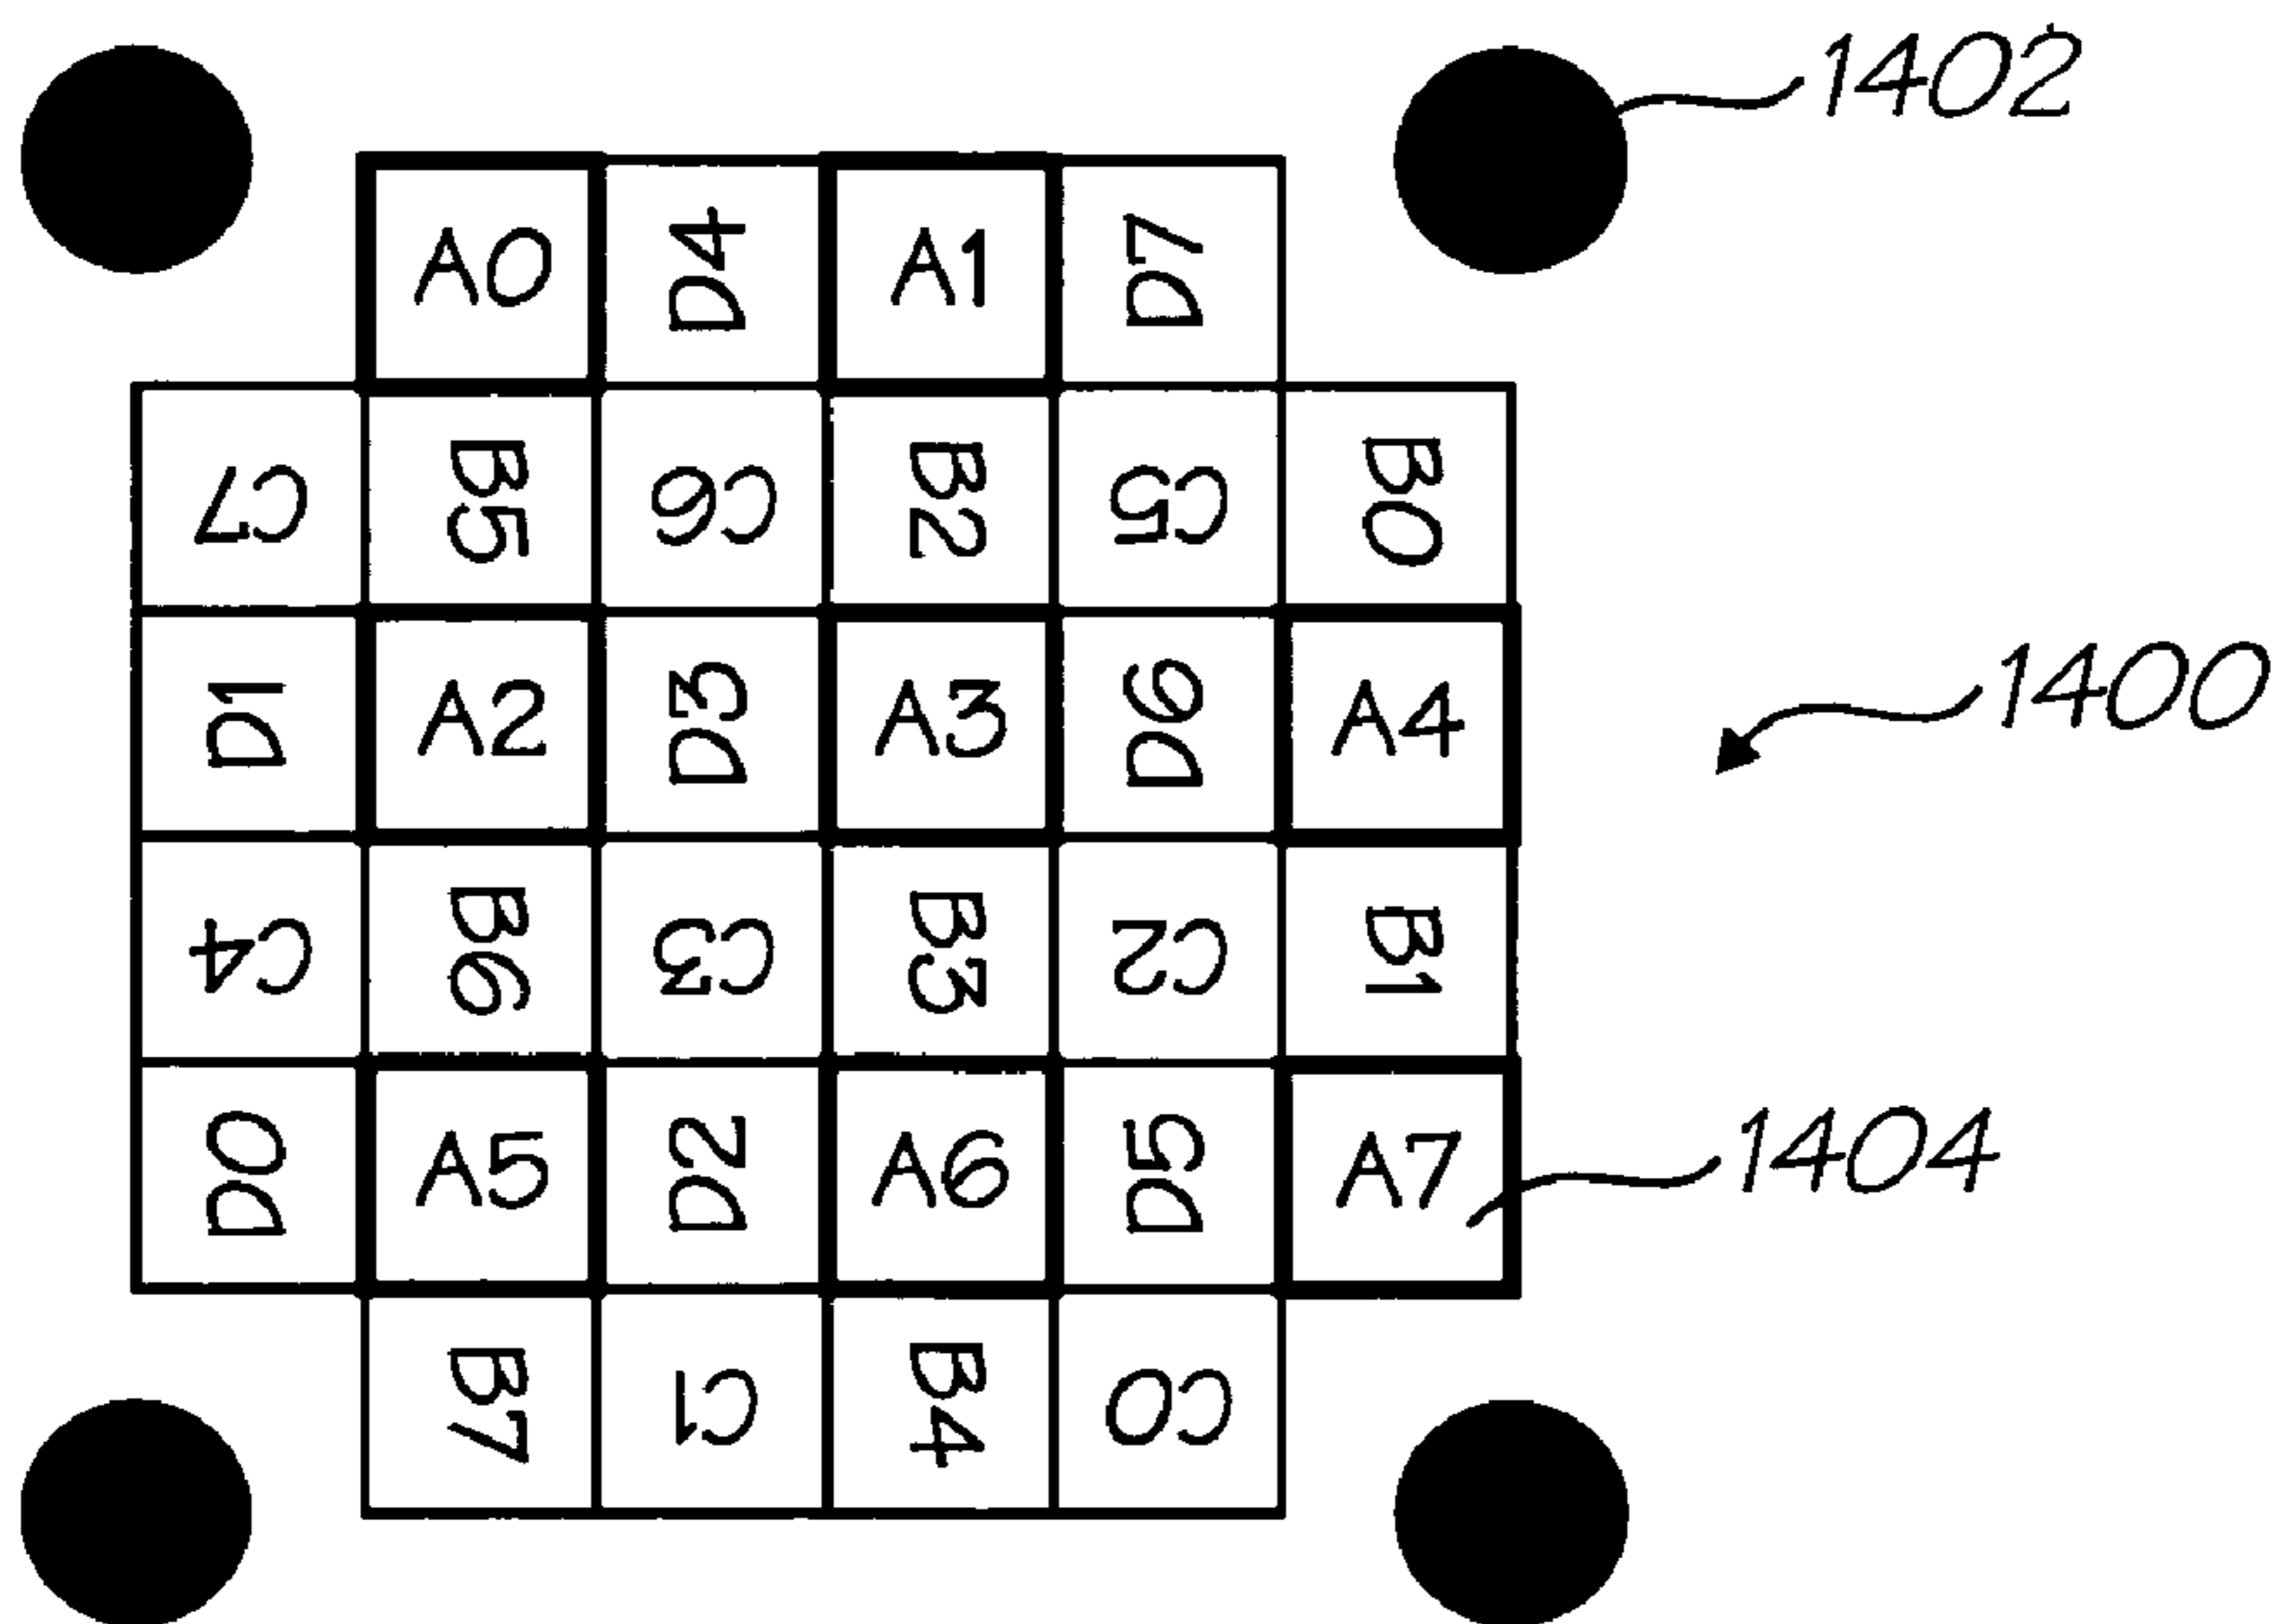 1402
A0 D4 A1 D7
C7 B5 C6 B2 C5 B0
D1 A2 D3 A3 D6 A4
1400
C4 B6 C3 B3 C2 B1
D0 A5 D2 A6 D5 A7
1404
B7 C1 B4 C0